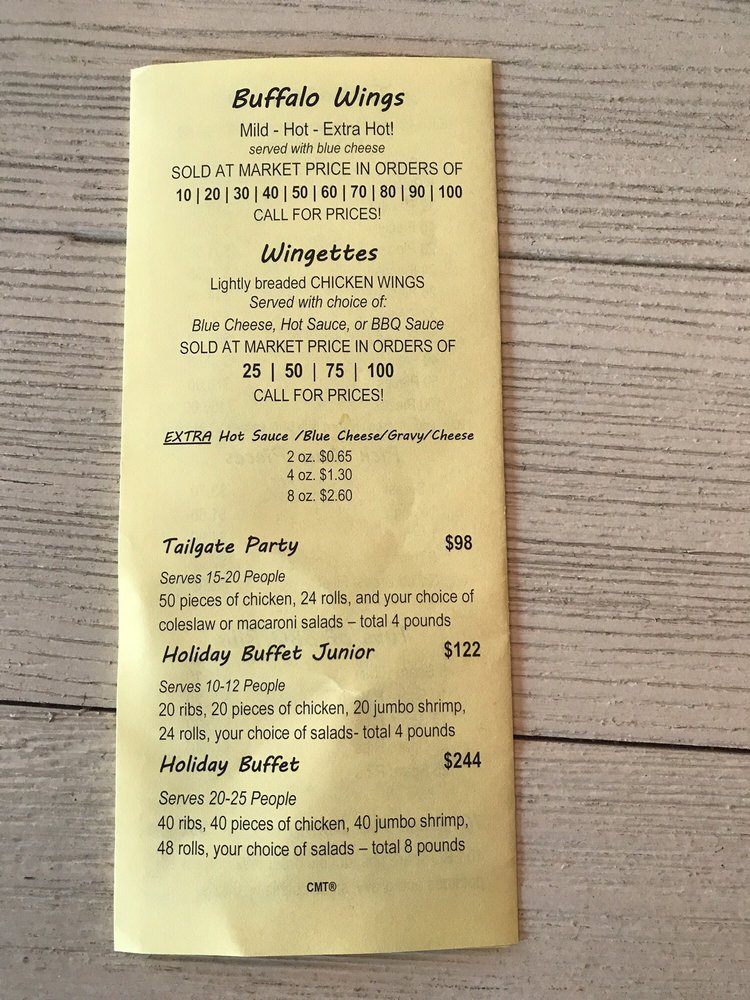 Buffalo Wings
Mild - Hot - Extra Hot!
served with blue cheese
SOLD AT MARKET PRICE IN ORDERS OF
10 | 20 | 30 | 40 | 50 | 60 | 70 | 80 | 90 | 100
CALL FOR PRICES!
Wingettes
Lightly breaded CHICKEN WINGS
Served with choice of:
Blue Cheese, Hot Sauce, or BBQ Sauce
SOLD AT MARKET PRICE IN ORDERS OF
25 | 50 | 75 | 100
CALL FOR PRICES!
EXTRA Hot Sauce /Blue Cheese/Gravy/Cheese
2 oz. $0.65
4 oz. $1.30
8 oz. $2.60
Tailgate Party $98
Serves 15-20 People
50 pieces of chicken, 24 rolls, and your choice of
coleslaw or macaroni salads – total 4 pounds
Holiday Buffet Junior $122
Serves 10-12 People
20 ribs, 20 pieces of chicken, 20 jumbo shrimp,
24 rolls, your choice of salads- total 4 pounds
Holiday Buffet $244
Serves 20-25 People
40 ribs, 40 pieces of chicken, 40 jumbo shrimp,
48 rolls, your choice of salads – total 8 pounds
CMT®